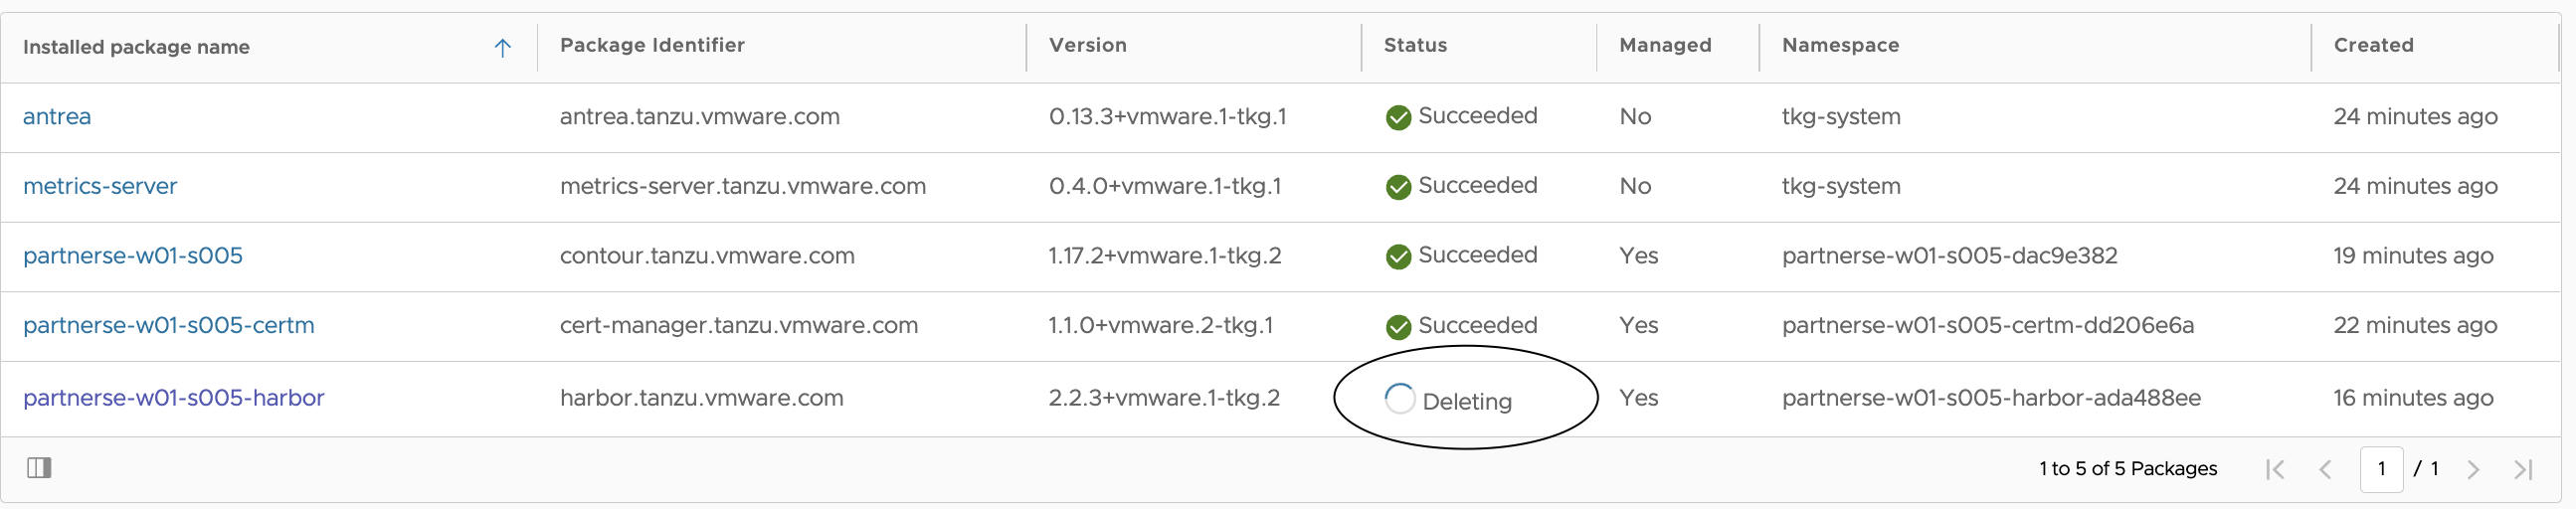 Installed package name Package Identifier Version Status Managed Namespace Created
antrea antrea.tanzu.vmware.com 0.13.3+vmware.1-tkg.1 Succeeded No tkg-system 24 minutes ago
metrics-server metrics-server.tanzu.vmware.com 0.4.0+vmware.1-tkg.1 Succeeded No tkg-system 24 minutes ago
partnerse-w01-s005 contour.tanzu.vmware.com 1.17.2+vmware.1-tkg.2 Succeeded Yes partnerse-w01-s005-dac9e382 19 minutes ago
partnerse-w01-s005-certm cert-manager.tanzu.vmware.com 1.1.0+vmware.2-tkg.1 Succeeded Yes partnerse-w01-s005-certm-dd206e6a 22 minutes ago
partnerse-w01-s005-harbor harbor.tanzu.vmware.com 2.2.3+vmware.1-tkg.2 Deleting Yes partnerse-w01-s005-harbor-ada488ee 16 minutes ago
1 to 5 of 5 Packages 1 / 1